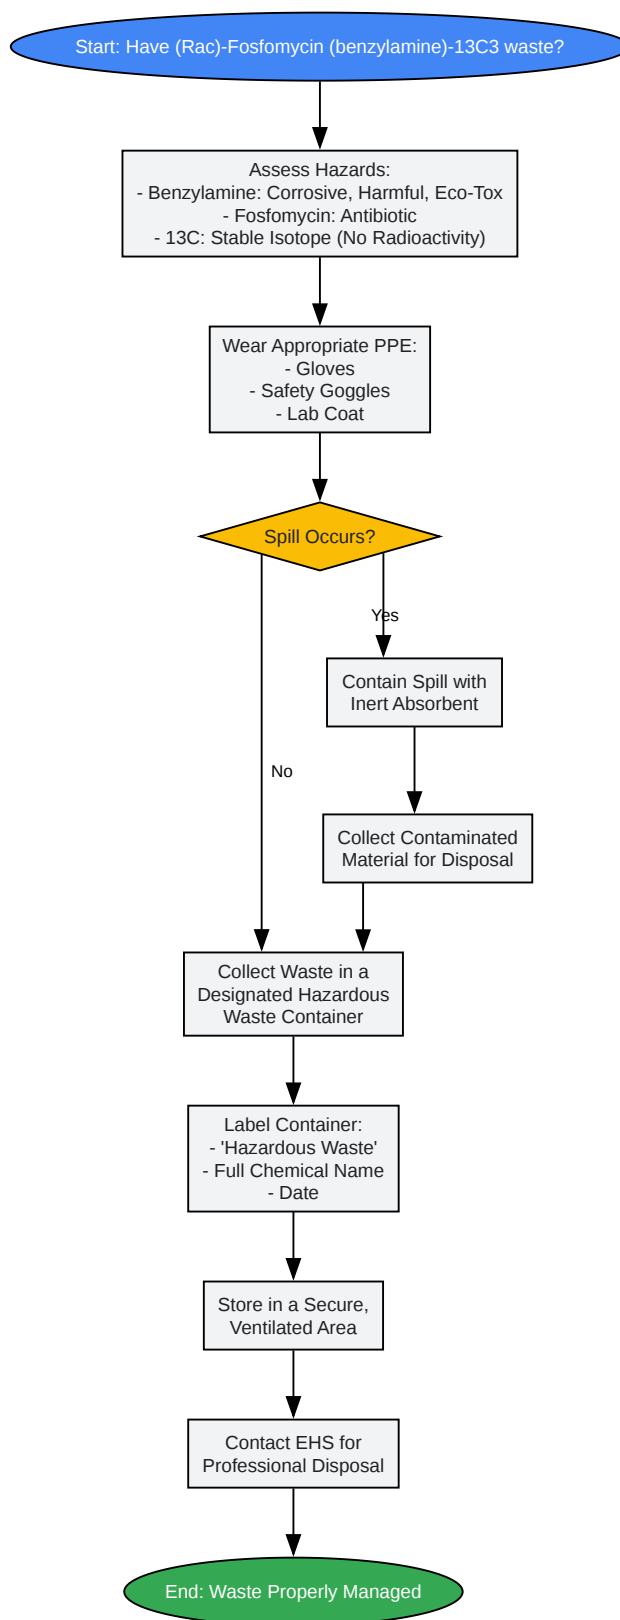 Start: Have (Rac)-Fosfomycin (benzylamine)-13C3 waste?
Assess Hazards:
- Benzylamine: Corrosive, Harmful, Eco-Tox
- Fosfomycin: Antibiotic
- 13C: Stable Isotope (No Radioactivity)
Wear Appropriate PPE:
- Gloves
- Safety Goggles
- Lab Coat
Spill Occurs?
Yes
Contain Spill with
Inert Absorbent
No
Collect Contaminated
Material for Disposal
Collect Waste in a
Designated Hazardous
Waste Container
Label Container:
- 'Hazardous Waste'
- Full Chemical Name
- Date
Store in a Secure,
Ventilated Area
Contact EHS for
Professional Disposal
End: Waste Properly Managed